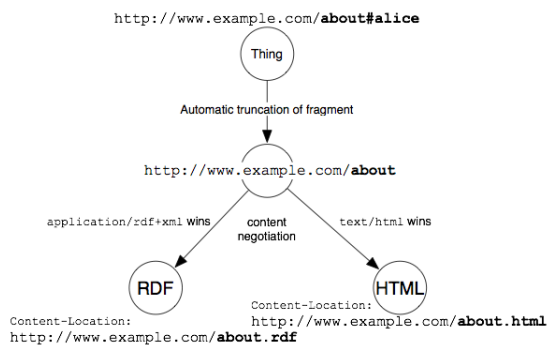 http://www.example.com/about#alice
Thing
Automatic truncation of fragment
http://www.example.com/about
application/rdf+xml wins
content
negotiation
text/html wins
RDF
HTML
Content-Location:
http://www.example.com/about.rdf
Content-Location:
http://www.example.com/about.html